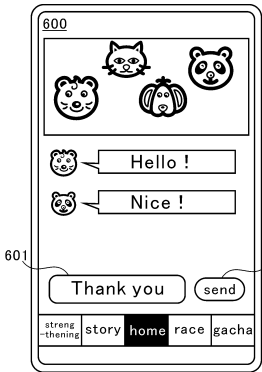 600
Hello !
Nice !
601
Thank you
send
streng
-thening
story
home
race
gacha